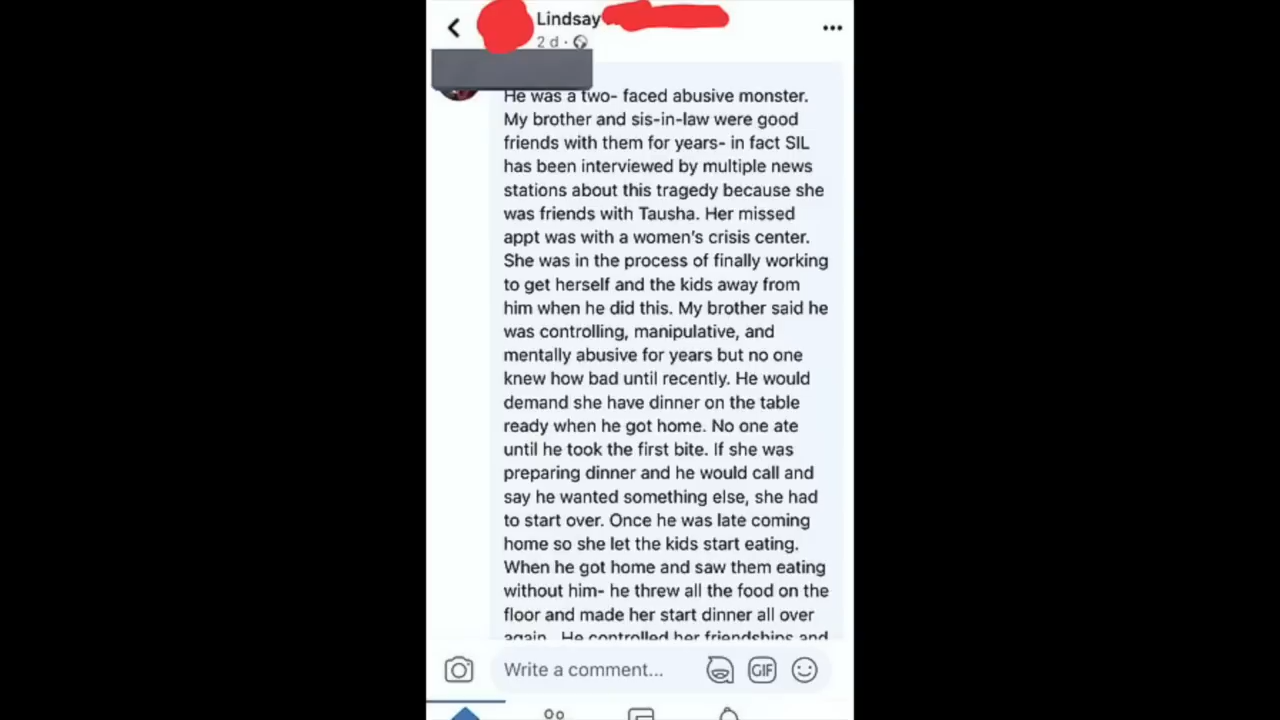 Lindsay
2 d ·
He was a two- faced abusive monster.
My brother and sis-in-law were good
friends with them for years- in fact SIL
has been interviewed by multiple news
stations about this tragedy because she
was friends with Tausha. Her missed
appt was with a women's crisis center.
She was in the process of finally working
to get herself and the kids away from
him when he did this. My brother said he
was controlling, manipulative, and
mentally abusive for years but no one
knew how bad until recently. He would
demand she have dinner on the table
ready when he got home. No one ate
until he took the first bite. If she was
preparing dinner and he would call and
say he wanted something else, she had
to start over. Once he was late coming
home so she let the kids start eating.
When he got home and saw them eating
without him- he threw all the food on the
floor and made her start dinner all over
again. He controlled her friendships and
Write a comment...
GIF